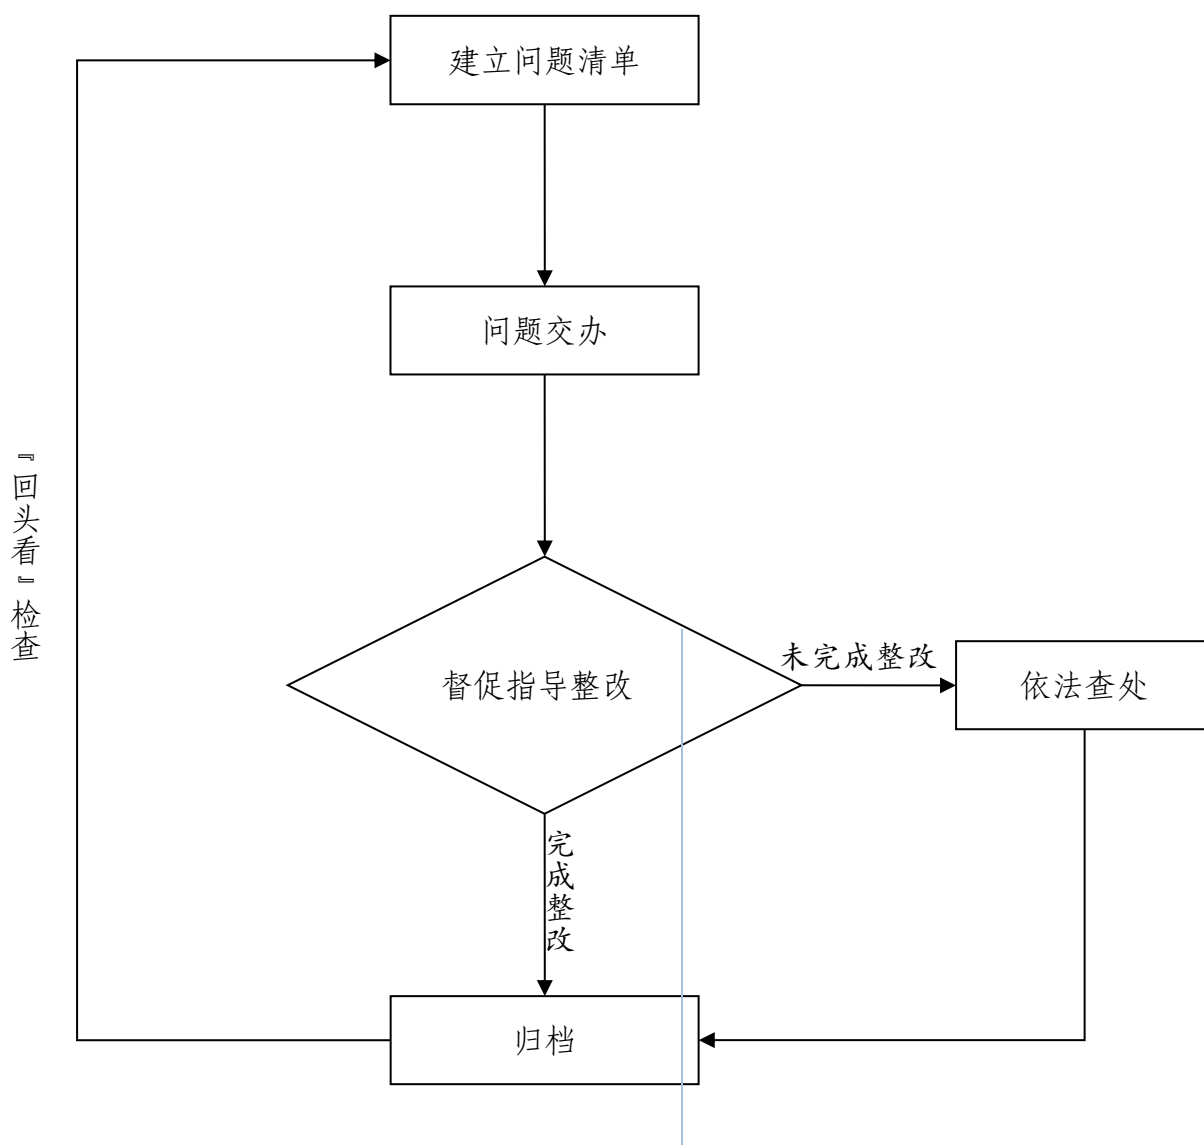 建立问题清单
问题交办
『回头看』检查
督促指导整改
未完成整改
依法查处
完成整改
归档